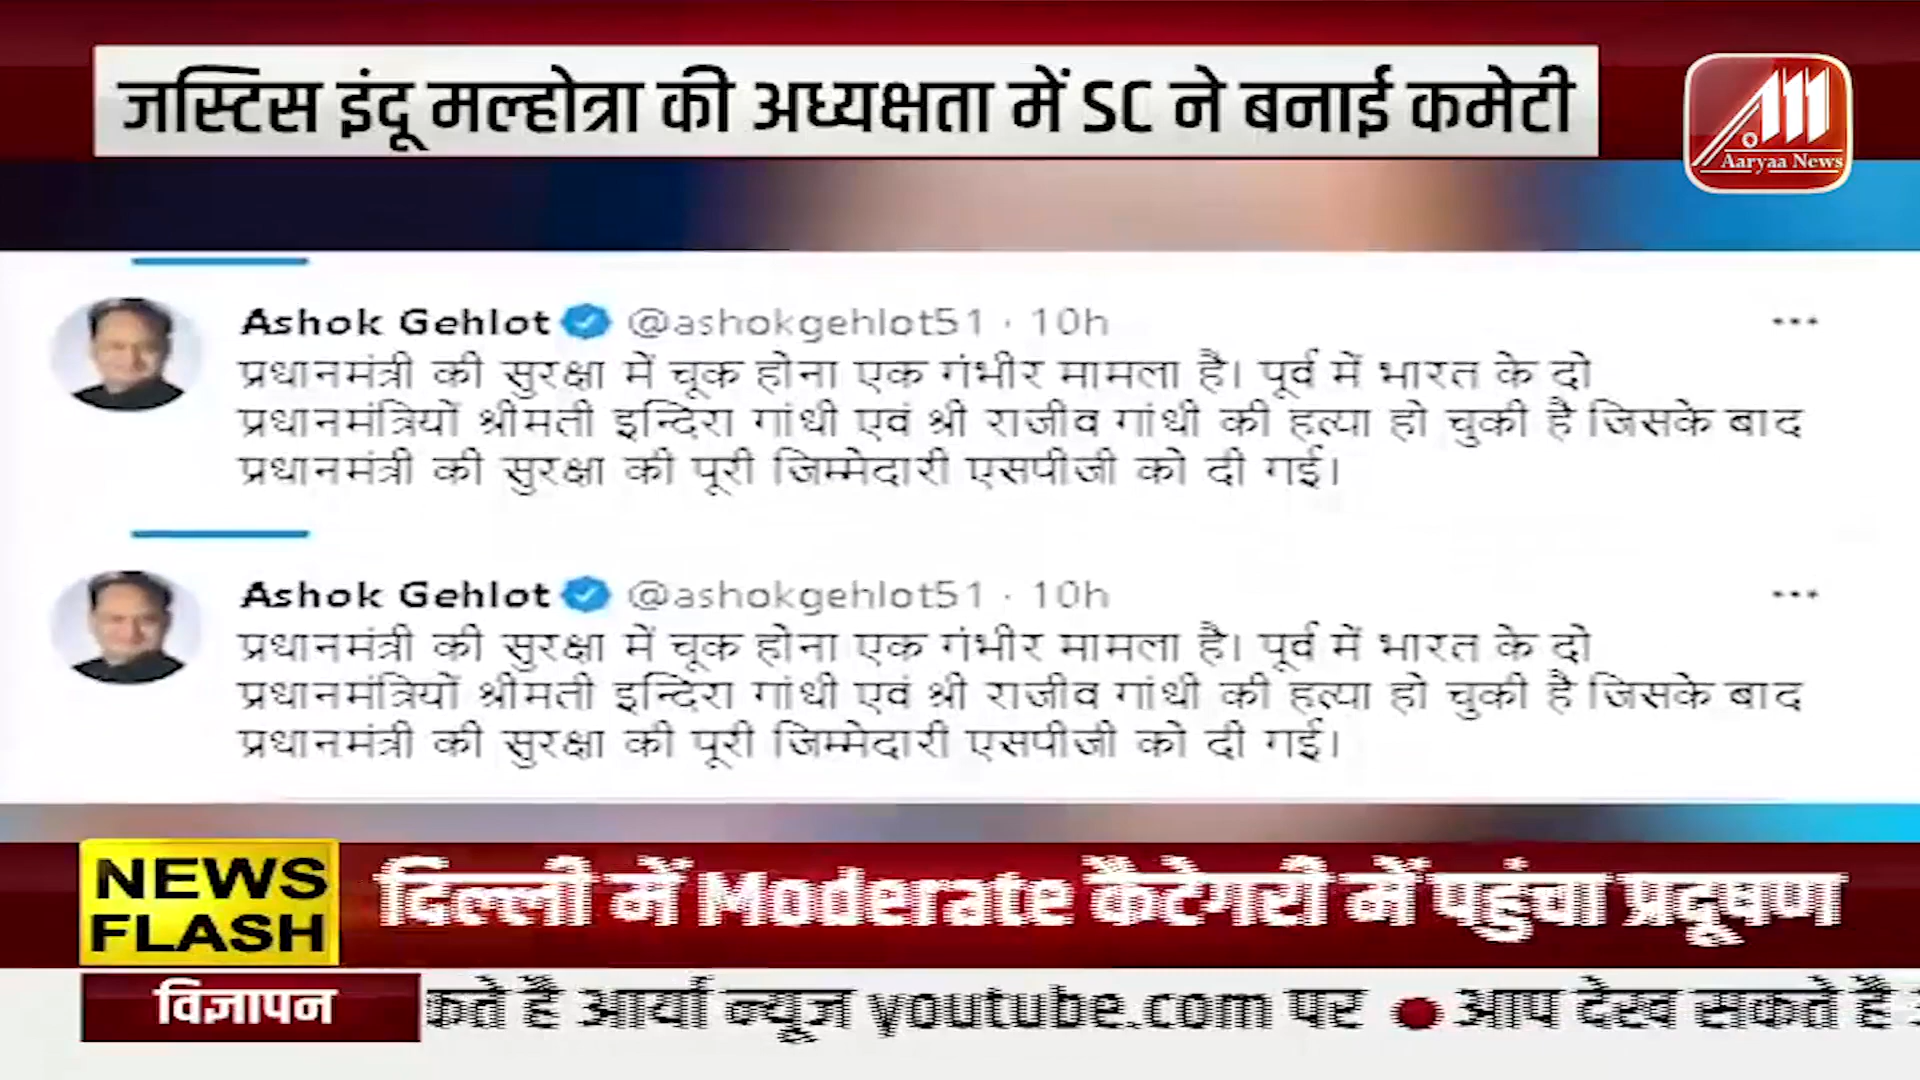 जस्टिस इंदू मल्होत्रा की अध्यक्षता में SC ने बनाई कमेटी
Aaryaa News
Ashok Gehlot @ashokgehlot51 · 10h
प्रधानमंत्री की सुरक्षा में चूक होना एक गंभीर मामला है। पूर्व में भारत के दो
प्रधानमंत्रियों श्रीमती इन्दिरा गांधी एवं श्री राजीव गांधी की हत्या हो चुकी है जिसके बाद
प्रधानमंत्री की सुरक्षा की पूरी जिम्मेदारी एसपीजी को दी गई।
Ashok Gehlot @ashokgehlot51 · 10h
प्रधानमंत्री की सुरक्षा में चूक होना एक गंभीर मामला है। पूर्व में भारत के दो
प्रधानमंत्रियों श्रीमती इन्दिरा गांधी एवं श्री राजीव गांधी की हत्या हो चुकी है जिसके बाद
प्रधानमंत्री की सुरक्षा की पूरी जिम्मेदारी एसपीजी को दी गई।
NEWS
FLASH
दिल्ली में Moderate कैटेगरी में पहुंचा प्रदूषण
विज्ञापन
कते हैं आर्या न्यूज़ youtube.com पर ● आप देख सकते हैं